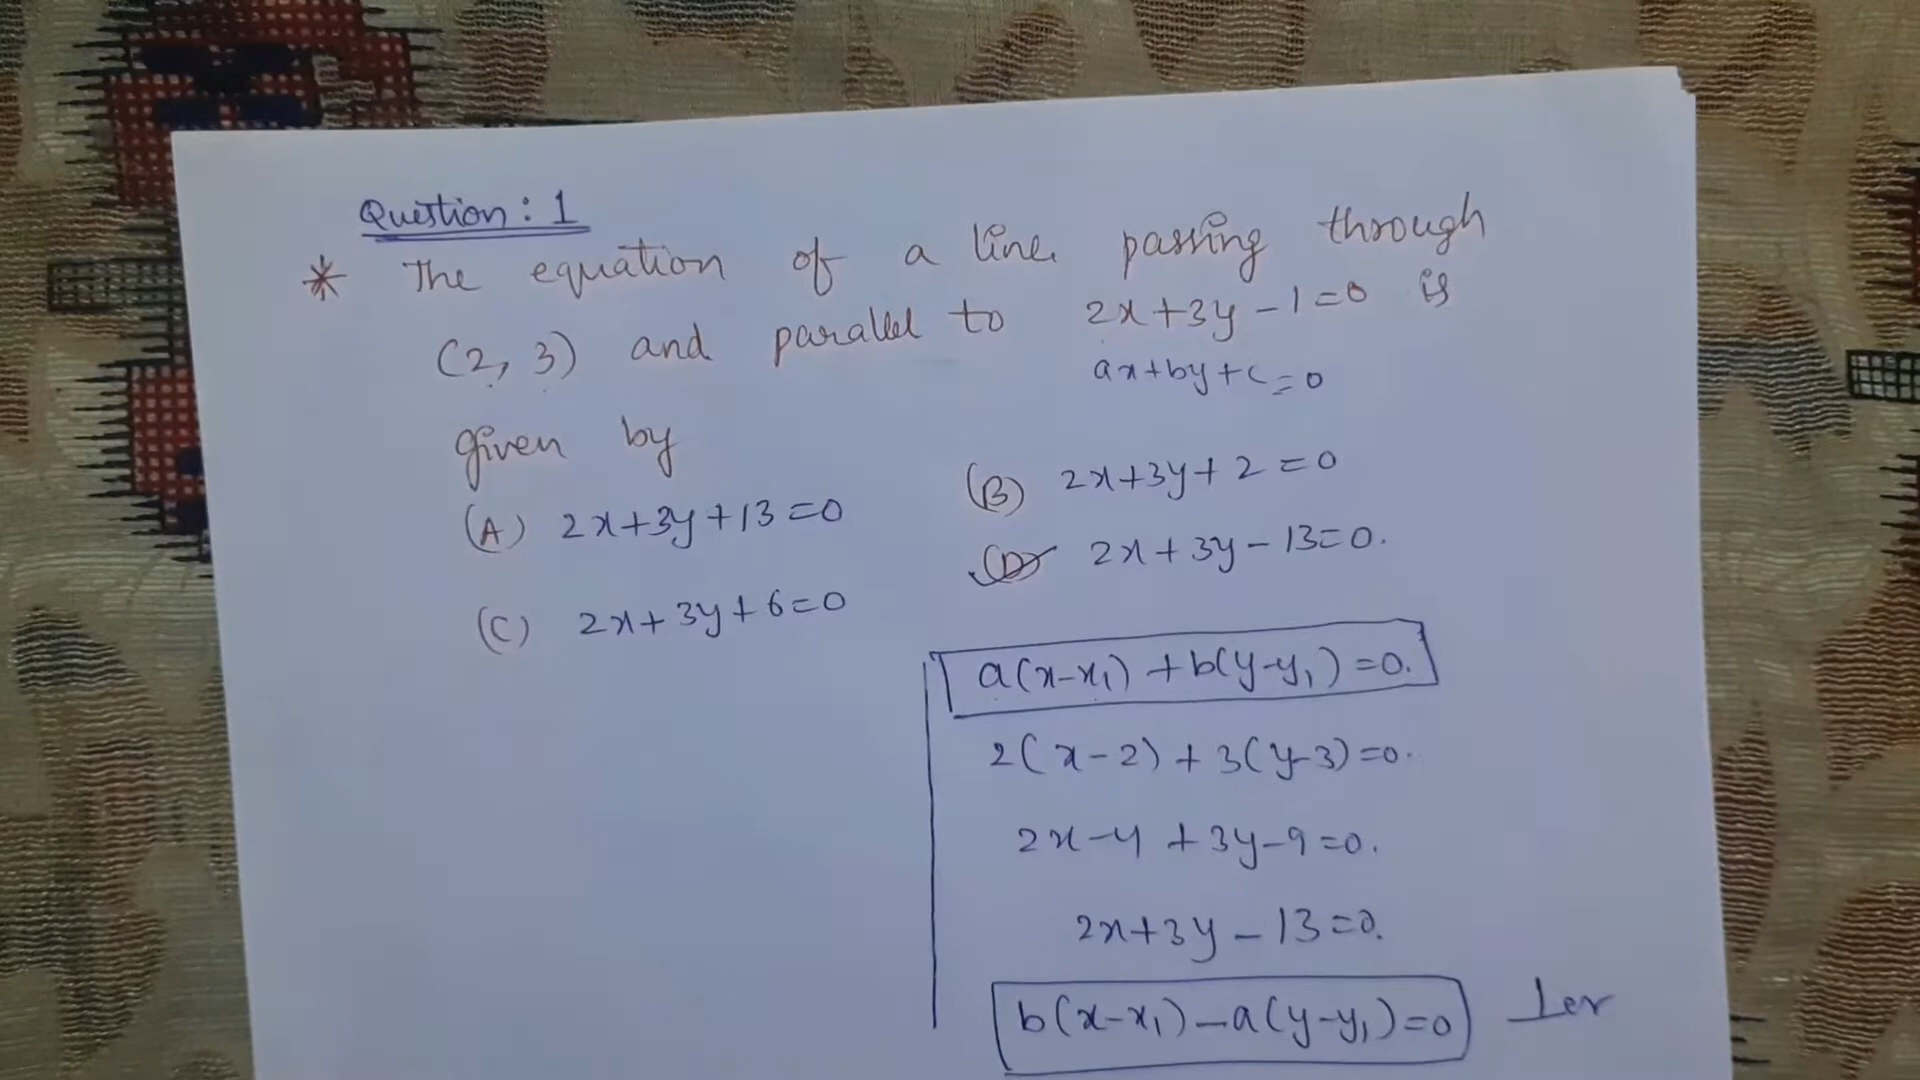 Question: 1
* The equation of a line passing through
(2, 3) and parallel to 2x+3y-1=0 is
ax+by+c=0
given by
(A) 2x+3y+13=0
(B) 2x+3y+2=0
(C) 2x+3y+6=0
(D) 2x+3y-13=0.
a(x-x₁)+b(y-y₁)=0.
2(x-2)+3(y-3)=0.
2x-4+3y-9=0.
2x+3y-13=0.
b(x-x₁)-a(y-y₁)=0 ⊥er